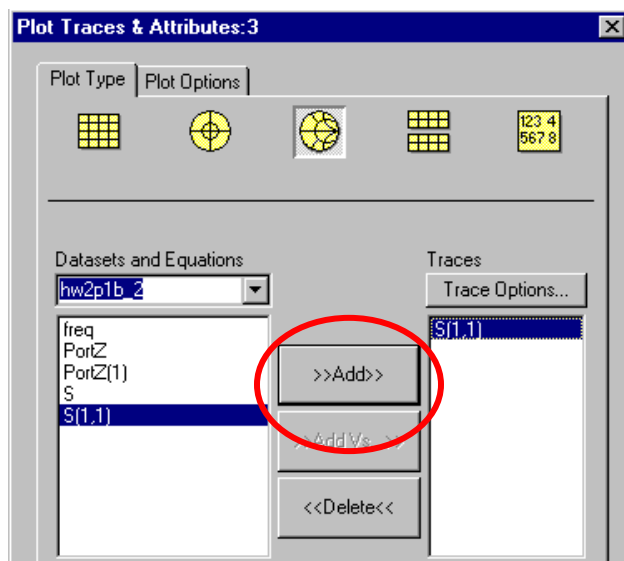 Plot Traces & Attributes:3
Plot Type Plot Options
123 4
567 8
Datasets and Equations
Traces
hw2p1b_2
Trace Options...
freq
PortZ
PortZ(1)
S
S(1,1)
S(1,1)
>>Add>>
>>Add Vs...>>
<<Delete<<